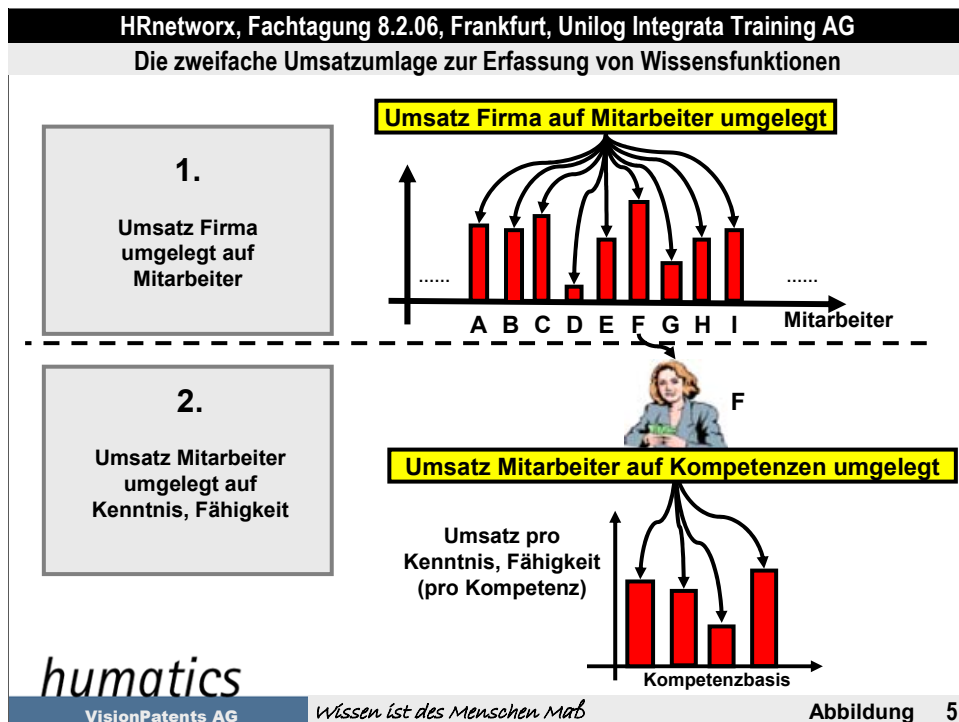 HRnetworx, Fachtagung 8.2.06, Frankfurt, Unilog Integrata Training AG
Die zweifache Umsatzumlage zur Erfassung von Wissensfunktionen
Umsatz Firma auf Mitarbeiter umgelegt
1.
Umsatz Firma
umgelegt auf
Mitarbeiter
......
......
A B C D E F G H I
Mitarbeiter
2.
Umsatz Mitarbeiter
umgelegt auf
Kenntnis, Fähigkeit
F
Umsatz Mitarbeiter auf Kompetenzen umgelegt
Umsatz pro
Kenntnis, Fähigkeit
(pro Kompetenz)
Kompetenzbasis
humatics
VisionPatents AG
Wissen ist des Menschen Maß
Abbildung 5